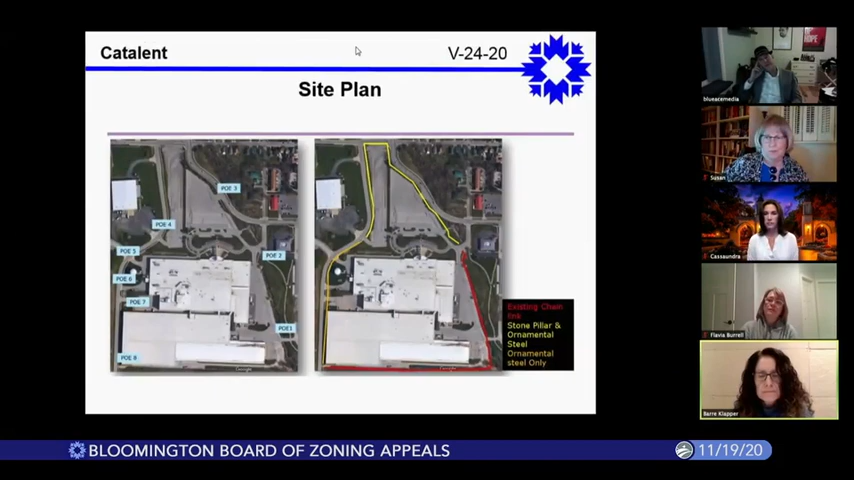 Catalent
V-24-20
Site Plan
POE 3
POE 4
POE 5
POE 2
POE 6
POE 7
POE1
POE 8
Existing Chain
link
Stone Pillar &
Ornamental
Steel
Ornamental
steel Only
HOPE
blueacemedia
Susan
Cassaundra
Flavia Burrell
Barre Klapper
BLOOMINGTON BOARD OF ZONING APPEALS
11/19/20